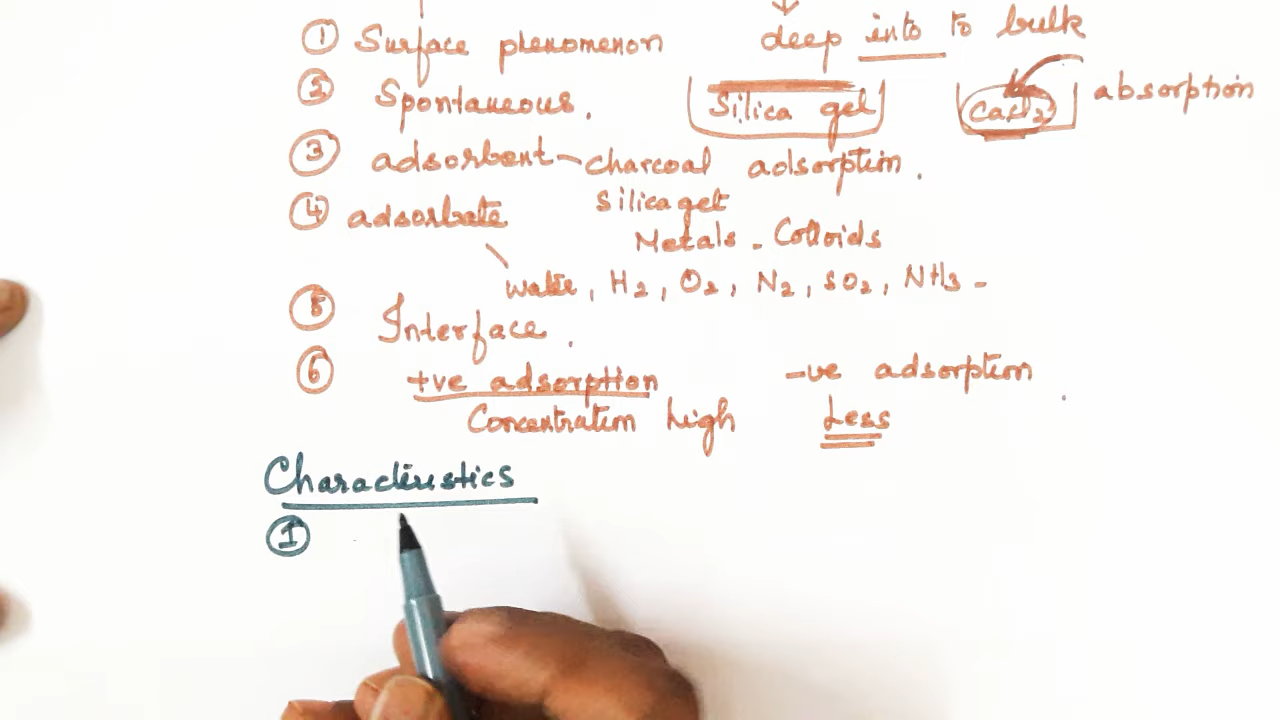 ① Surface phenomenon deep into to bulk
② Spontaneous. Silica gel CaCl2 absorption
③ adsorbent - charcoal adsorption.
Silica gel
④ adsorbate
Metals. Colloids
water, H2, O2, N2, SO2, NH3 -
⑤ Interface.
⑥ +ve adsorption -ve adsorption
Concentration high Less
Characteristics
①